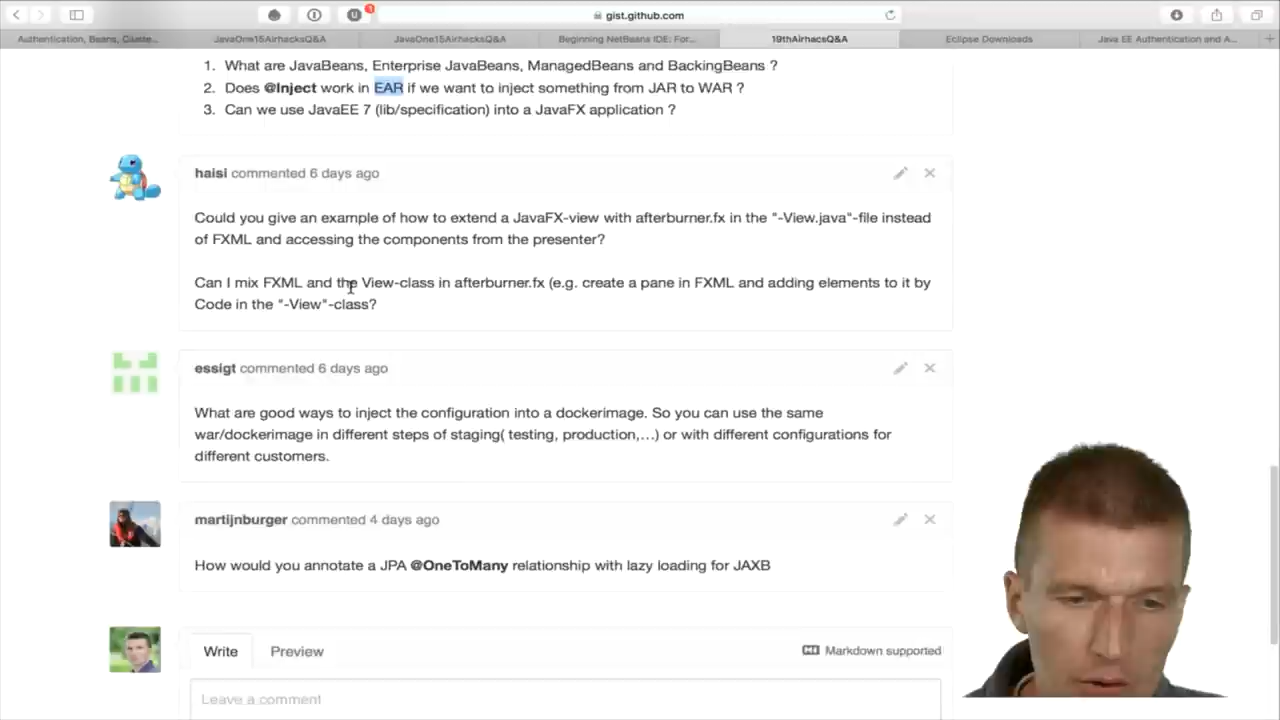 gist.github.com
Authentication, Beans, Cluste...
JavaOne15AirhacksQ&A
JavaOne15AirhacksQ&A
Beginning NetBeans IDE: For...
19thAirhacsQ&A
Eclipse Downloads
Java EE Authentication and A...
1. What are JavaBeans, Enterprise JavaBeans, ManagedBeans and BackingBeans ?
2. Does @Inject work in EAR if we want to inject something from JAR to WAR ?
3. Can we use JavaEE 7 (lib/specification) into a JavaFX application ?
haisi commented 6 days ago
Could you give an example of how to extend a JavaFX-view with afterburner.fx in the "-View.java"-file instead
of FXML and accessing the components from the presenter?
Can I mix FXML and the View-class in afterburner.fx (e.g. create a pane in FXML and adding elements to it by
Code in the "-View"-class?
essigt commented 6 days ago
What are good ways to inject the configuration into a dockerimage. So you can use the same
war/dockerimage in different steps of staging( testing, production,...) or with different configurations for
different customers.
martijnburger commented 4 days ago
How would you annotate a JPA @OneToMany relationship with lazy loading for JAXB
Write
Preview
Markdown supported
Leave a comment